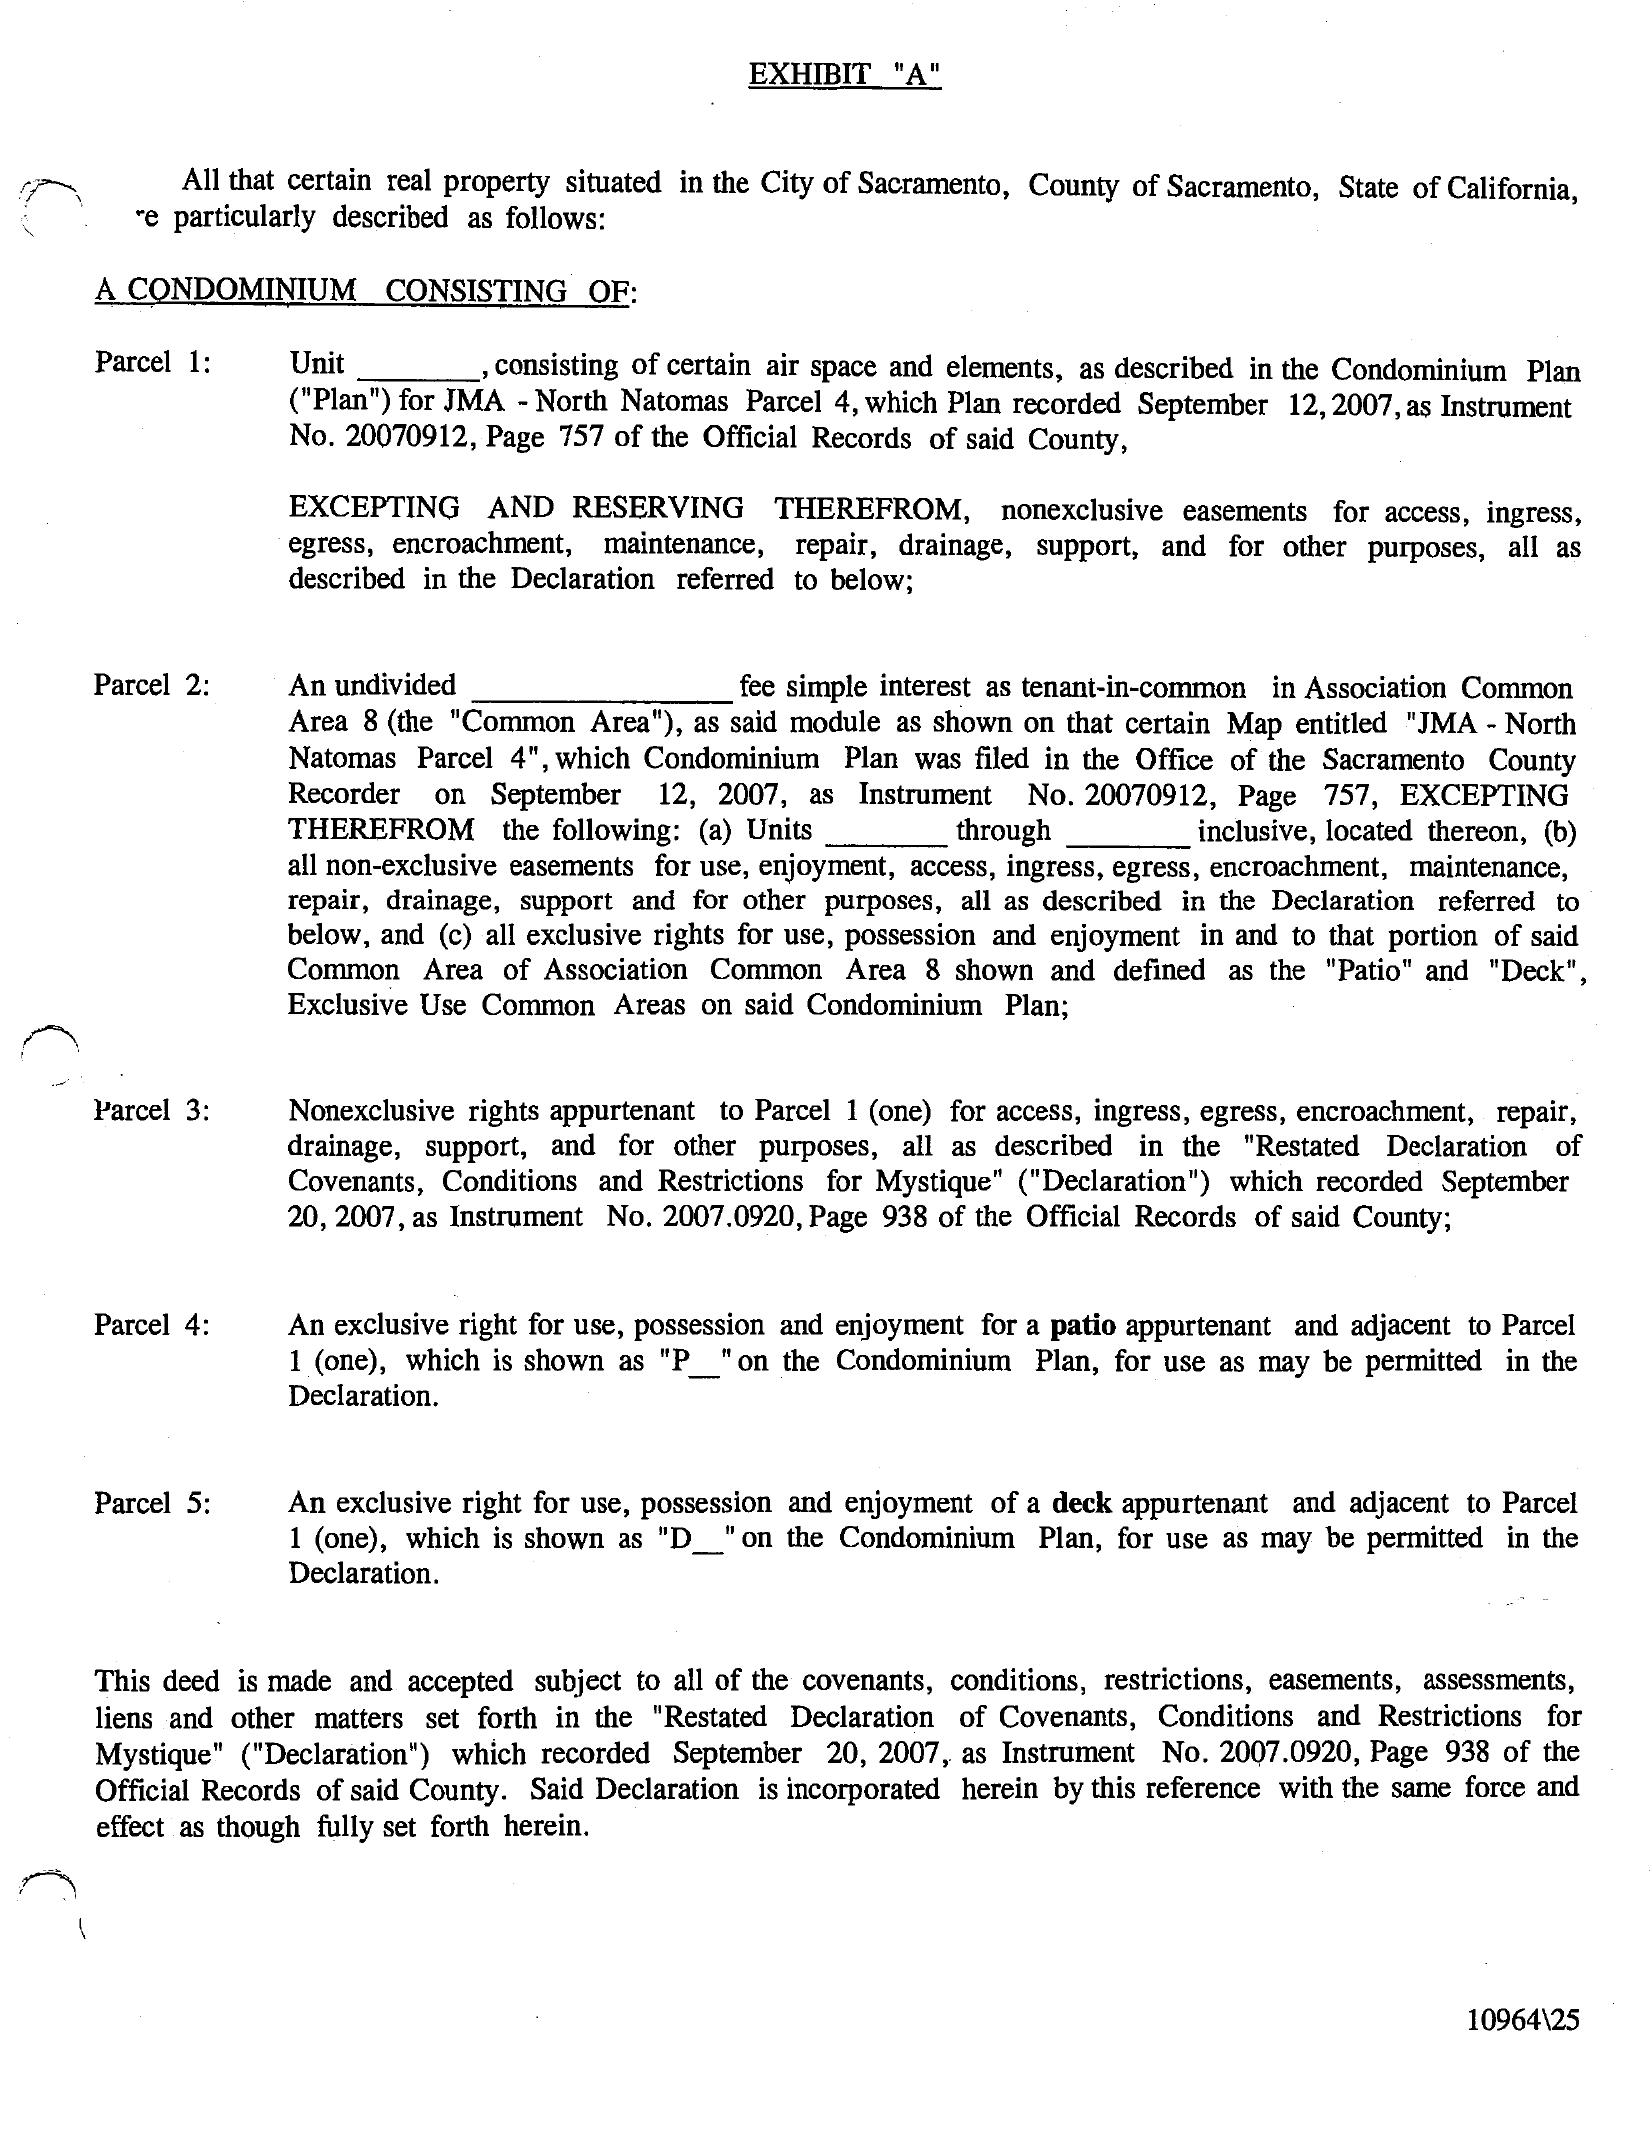 EXHIBIT "A"
All that certain real property situated in the City of Sacramento, County of Sacramento, State of California,
re particularly described as follows:
A CONDOMINIUM CONSISTING OF:
Parcel 1: Unit ________, consisting of certain air space and elements, as described in the Condominium Plan
("Plan") for JMA - North Natomas Parcel 4, which Plan recorded September 12, 2007, as Instrument
No. 20070912, Page 757 of the Official Records of said County,
EXCEPTING AND RESERVING THEREFROM, nonexclusive easements for access, ingress,
egress, encroachment, maintenance, repair, drainage, support, and for other purposes, all as
described in the Declaration referred to below;
Parcel 2: An undivided _________________ fee simple interest as tenant-in-common in Association Common
Area 8 (the "Common Area"), as said module as shown on that certain Map entitled "JMA - North
Natomas Parcel 4", which Condominium Plan was filed in the Office of the Sacramento County
Recorder on September 12, 2007, as Instrument No. 20070912, Page 757, EXCEPTING
THEREFROM the following: (a) Units ________ through ________ inclusive, located thereon, (b)
all non-exclusive easements for use, enjoyment, access, ingress, egress, encroachment, maintenance,
repair, drainage, support and for other purposes, all as described in the Declaration referred to
below, and (c) all exclusive rights for use, possession and enjoyment in and to that portion of said
Common Area of Association Common Area 8 shown and defined as the "Patio" and "Deck",
Exclusive Use Common Areas on said Condominium Plan;
Parcel 3: Nonexclusive rights appurtenant to Parcel 1 (one) for access, ingress, egress, encroachment, repair,
drainage, support, and for other purposes, all as described in the "Restated Declaration of
Covenants, Conditions and Restrictions for Mystique" ("Declaration") which recorded September
20, 2007, as Instrument No. 2007.0920, Page 938 of the Official Records of said County;
Parcel 4: An exclusive right for use, possession and enjoyment for a patio appurtenant and adjacent to Parcel
1 (one), which is shown as "P__" on the Condominium Plan, for use as may be permitted in the
Declaration.
Parcel 5: An exclusive right for use, possession and enjoyment of a deck appurtenant and adjacent to Parcel
1 (one), which is shown as "D__" on the Condominium Plan, for use as may be permitted in the
Declaration.
This deed is made and accepted subject to all of the covenants, conditions, restrictions, easements, assessments,
liens and other matters set forth in the "Restated Declaration of Covenants, Conditions and Restrictions for
Mystique" ("Declaration") which recorded September 20, 2007, as Instrument No. 2007.0920, Page 938 of the
Official Records of said County. Said Declaration is incorporated herein by this reference with the same force and
effect as though fully set forth herein.
10964\25